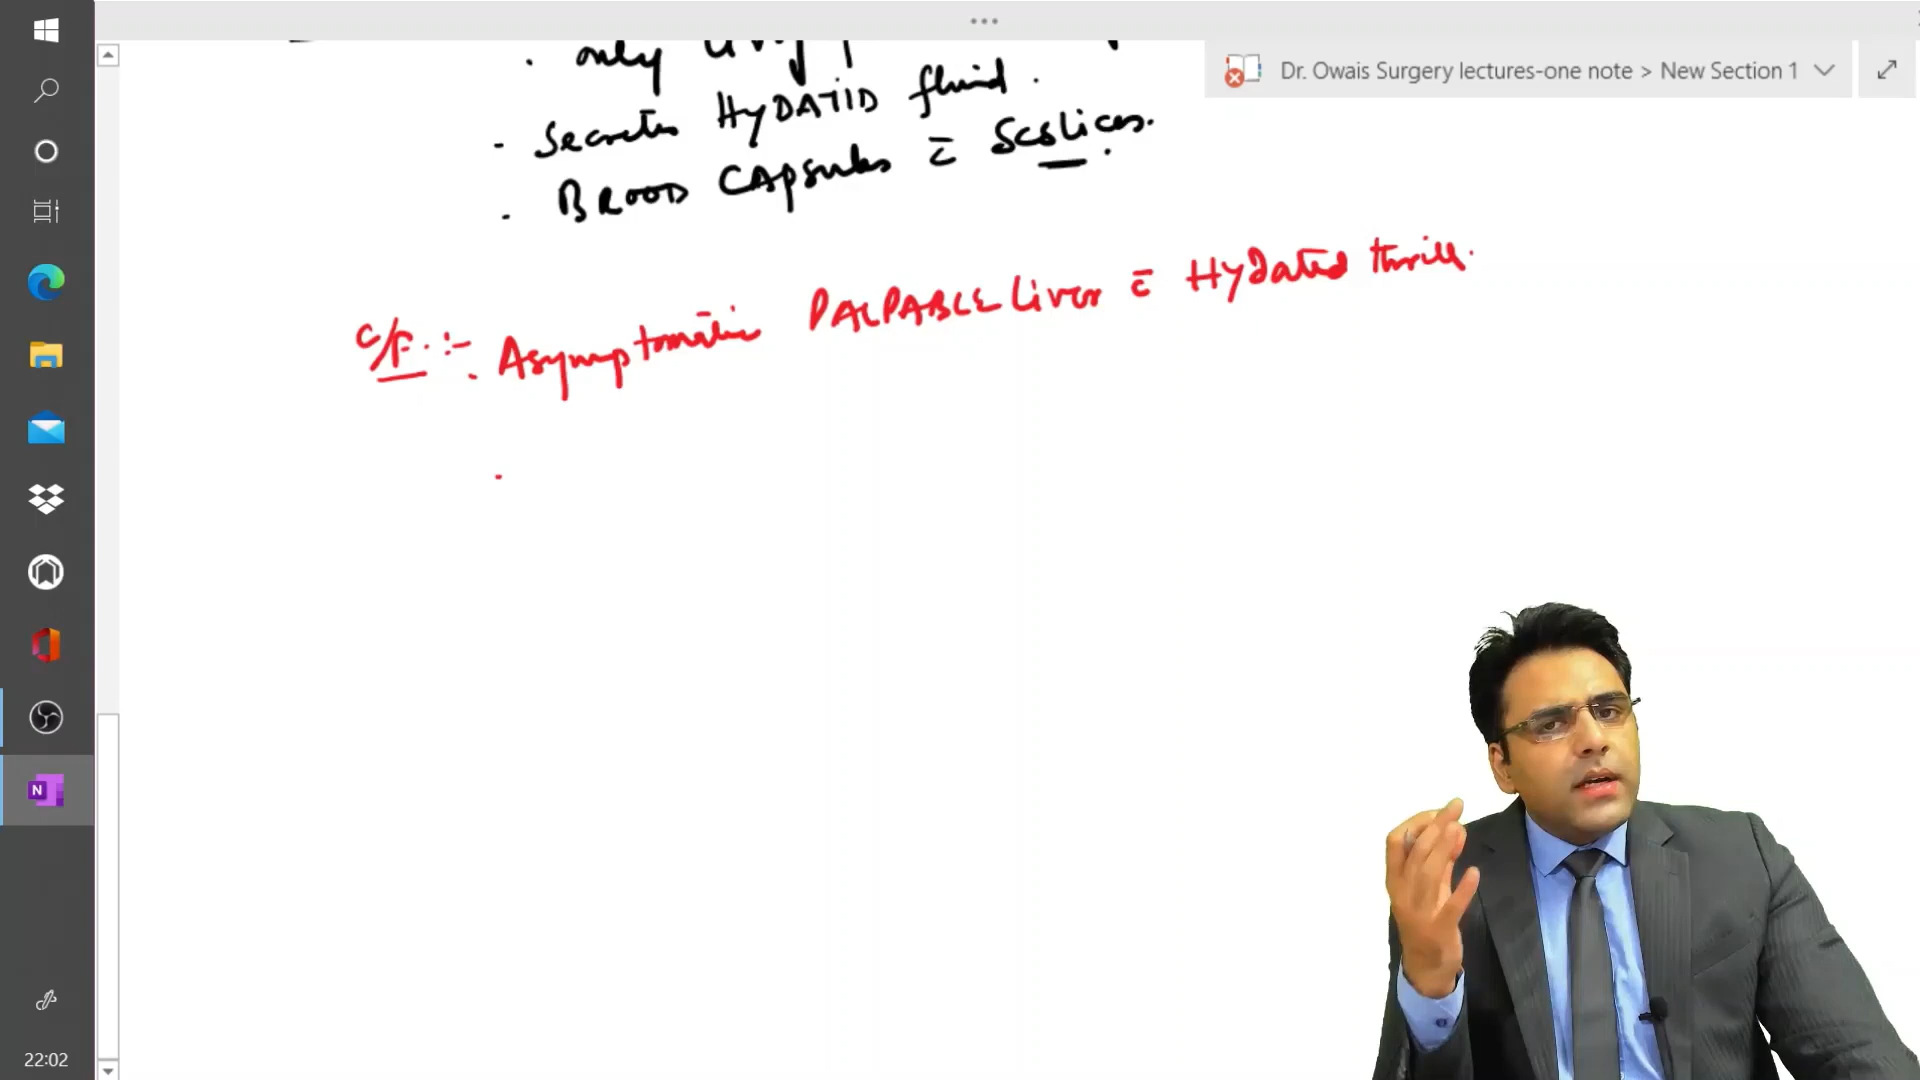 ...
Dr. Owais Surgery lectures-one note > New Section 1
. only
. Secretes HyDATID fluid.
. BROOD CApsules c̄ Scolices.
C/F. :- . Asymptomatic PALPABLE Liver c̄ HyDatid thrill.
.
N
22:02